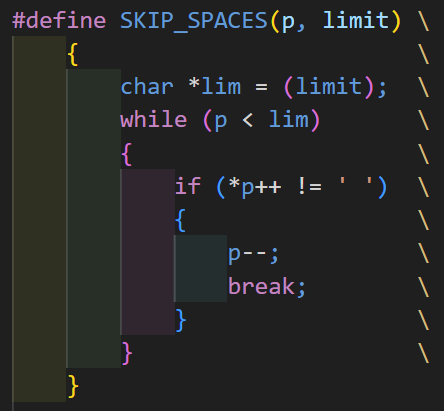 #define SKIP_SPACES(p, limit) \
    {                         \
        char *lim = (limit);  \
        while (p < lim)       \
        {                     \
            if (*p++ != ' ')  \
            {                 \
                p--;          \
                break;        \
            }                 \
        }                     \
    }